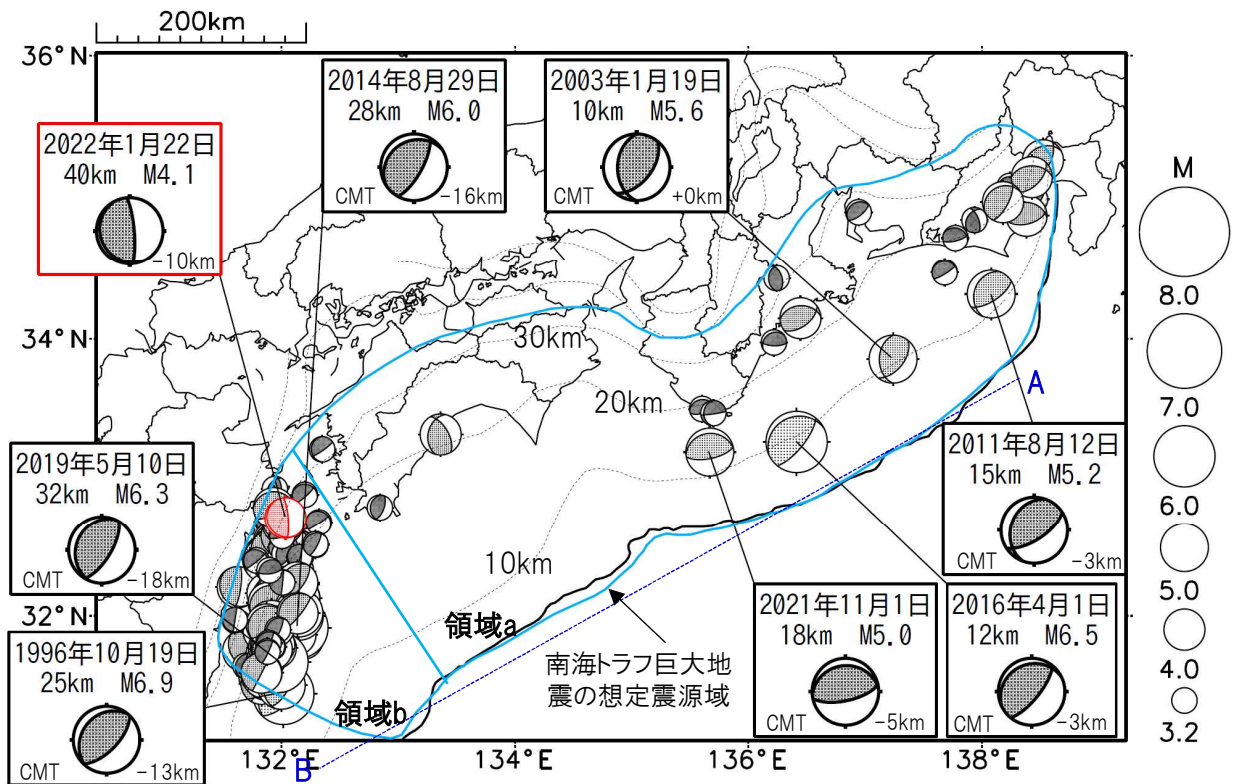 200km
36°N
34°N
32°N
132°E
134°E
136°E
138°E
2014年8月29日
28km M6.0
CMT
-16km
2003年1月19日
10km M5.6
CMT
+0km
2022年1月22日
40km M4.1
-10km
2019年5月10日
32km M6.3
CMT
-18km
1996年10月19日
25km M6.9
CMT
-13km
30km
20km
10km
A
B
領域a
領域b
南海トラフ巨大地
震の想定震源域
2011年8月12日
15km M5.2
CMT
-3km
2021年11月1日
18km M5.0
CMT
-5km
2016年4月1日
12km M6.5
CMT
-3km
M
8.0
7.0
6.0
5.0
4.0
3.2